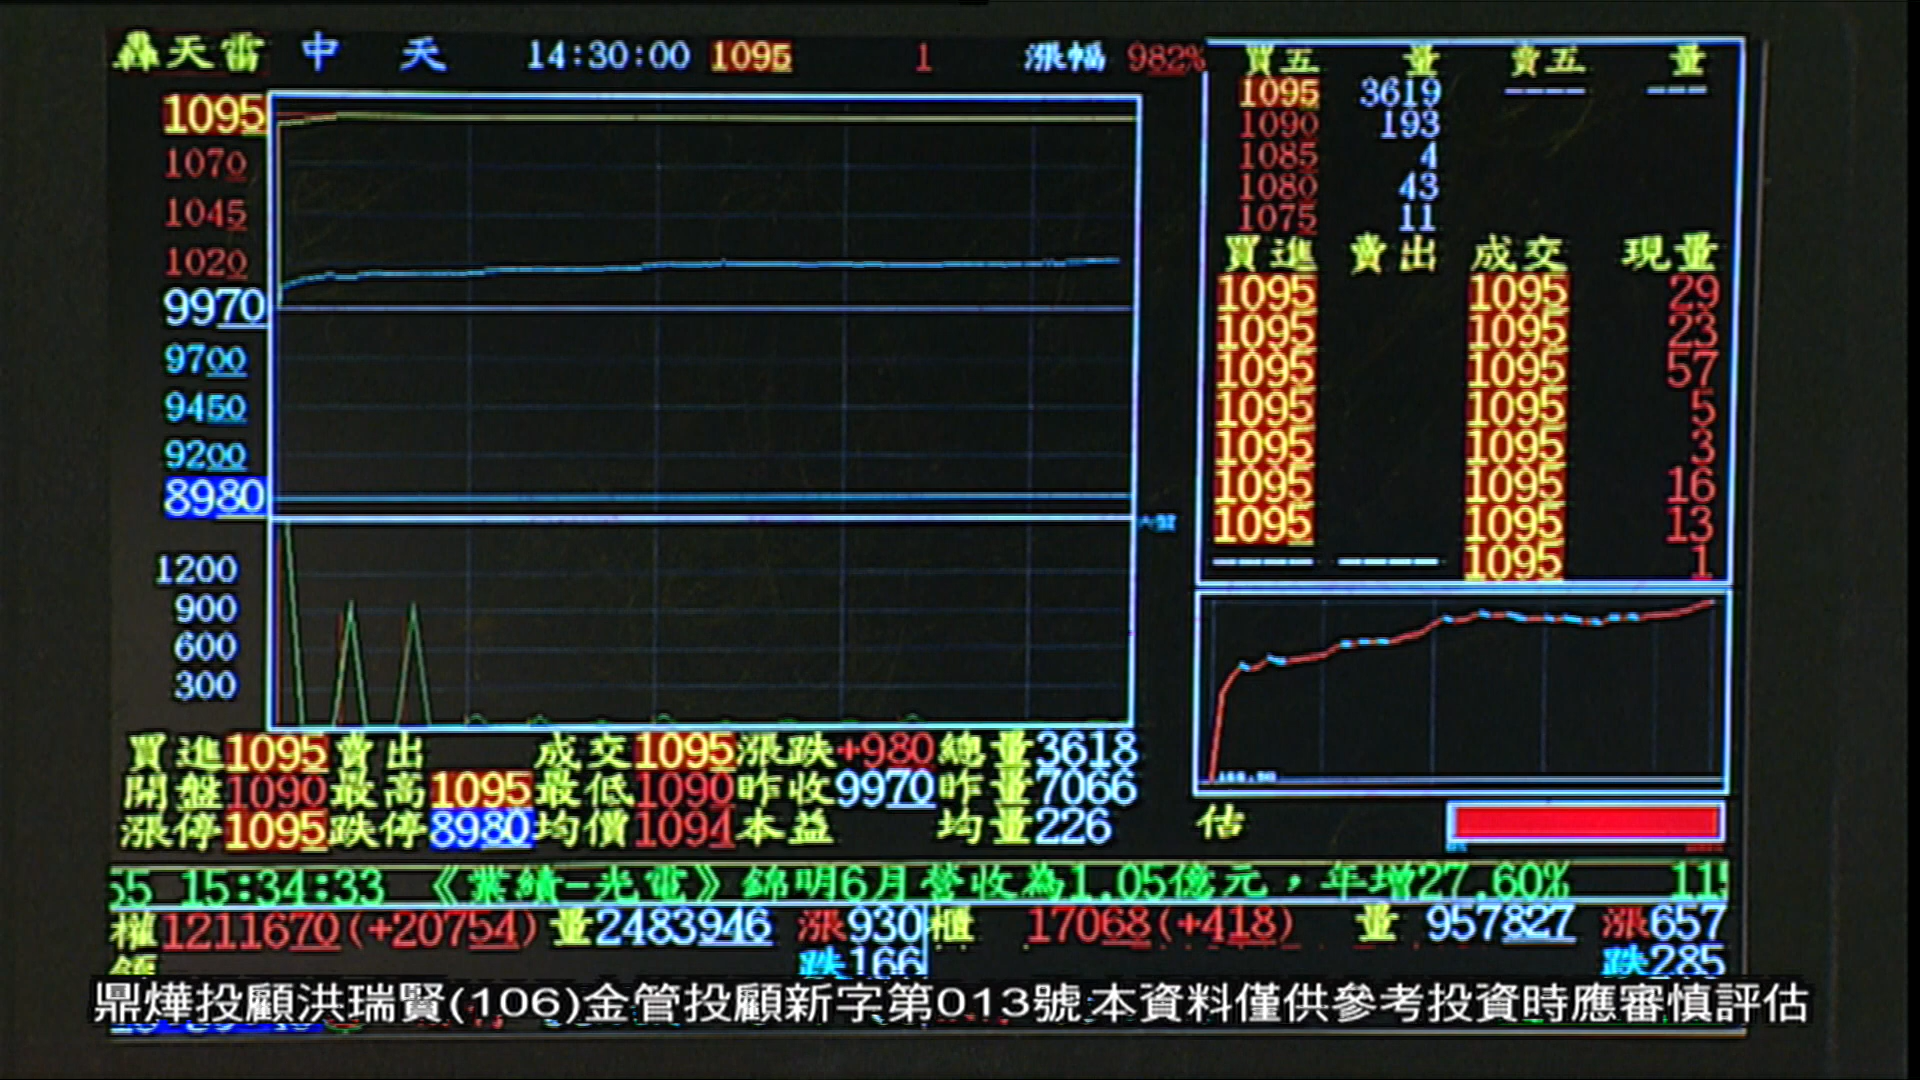 轟天雷 中 天 14:30:00 1095 1 漲幅 982%
1095
1070
1045
1020
9970
9700
9450
9200
8980
1200
900
600
300
買五 量 賣五 量
1095 3619 ---- ---
1090 193
1085 4
1080 43
1075 11
買進 賣出 成交 現量
1095 1095 29
1095 1095 23
1095 1095 57
1095 1095 5
1095 1095 3
1095 1095 16
1095 1095 13
---- ---- 1095 1
買進1095賣出 成交1095漲跌+980總量3618
開盤1090最高1095最低1090昨收9970昨量7066
漲停1095跌停8980均價1094本益 均量226
估
55 15:34:33 《業績-光電》錦明6月營收為1.05億元，年增27.60% 11
權1211670(+20754)量2483946 漲930櫃 17068(+418) 量 957827 漲657
跌166 跌285
鼎燁投顧洪瑞賢(106)金管投顧新字第013號 本資料僅供參考投資時應審慎評估